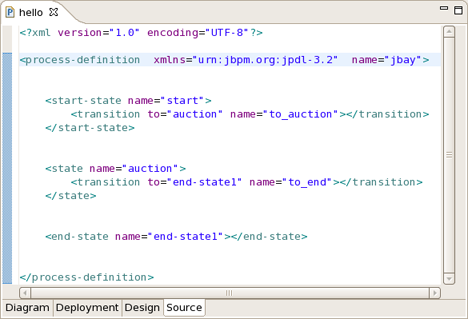 hello
<?xml version="1.0" encoding="UTF-8"?>
<process-definition  xmlns="urn:jbpm.org:jpdl-3.2"  name="jbay">
    <start-state name="start">
        <transition to="auction" name="to_auction"></transition>
    </start-state>
    <state name="auction">
        <transition to="end-state1" name="to_end"></transition>
    </state>
    <end-state name="end-state1"></end-state>
</process-definition>
Diagram Deployment Design Source